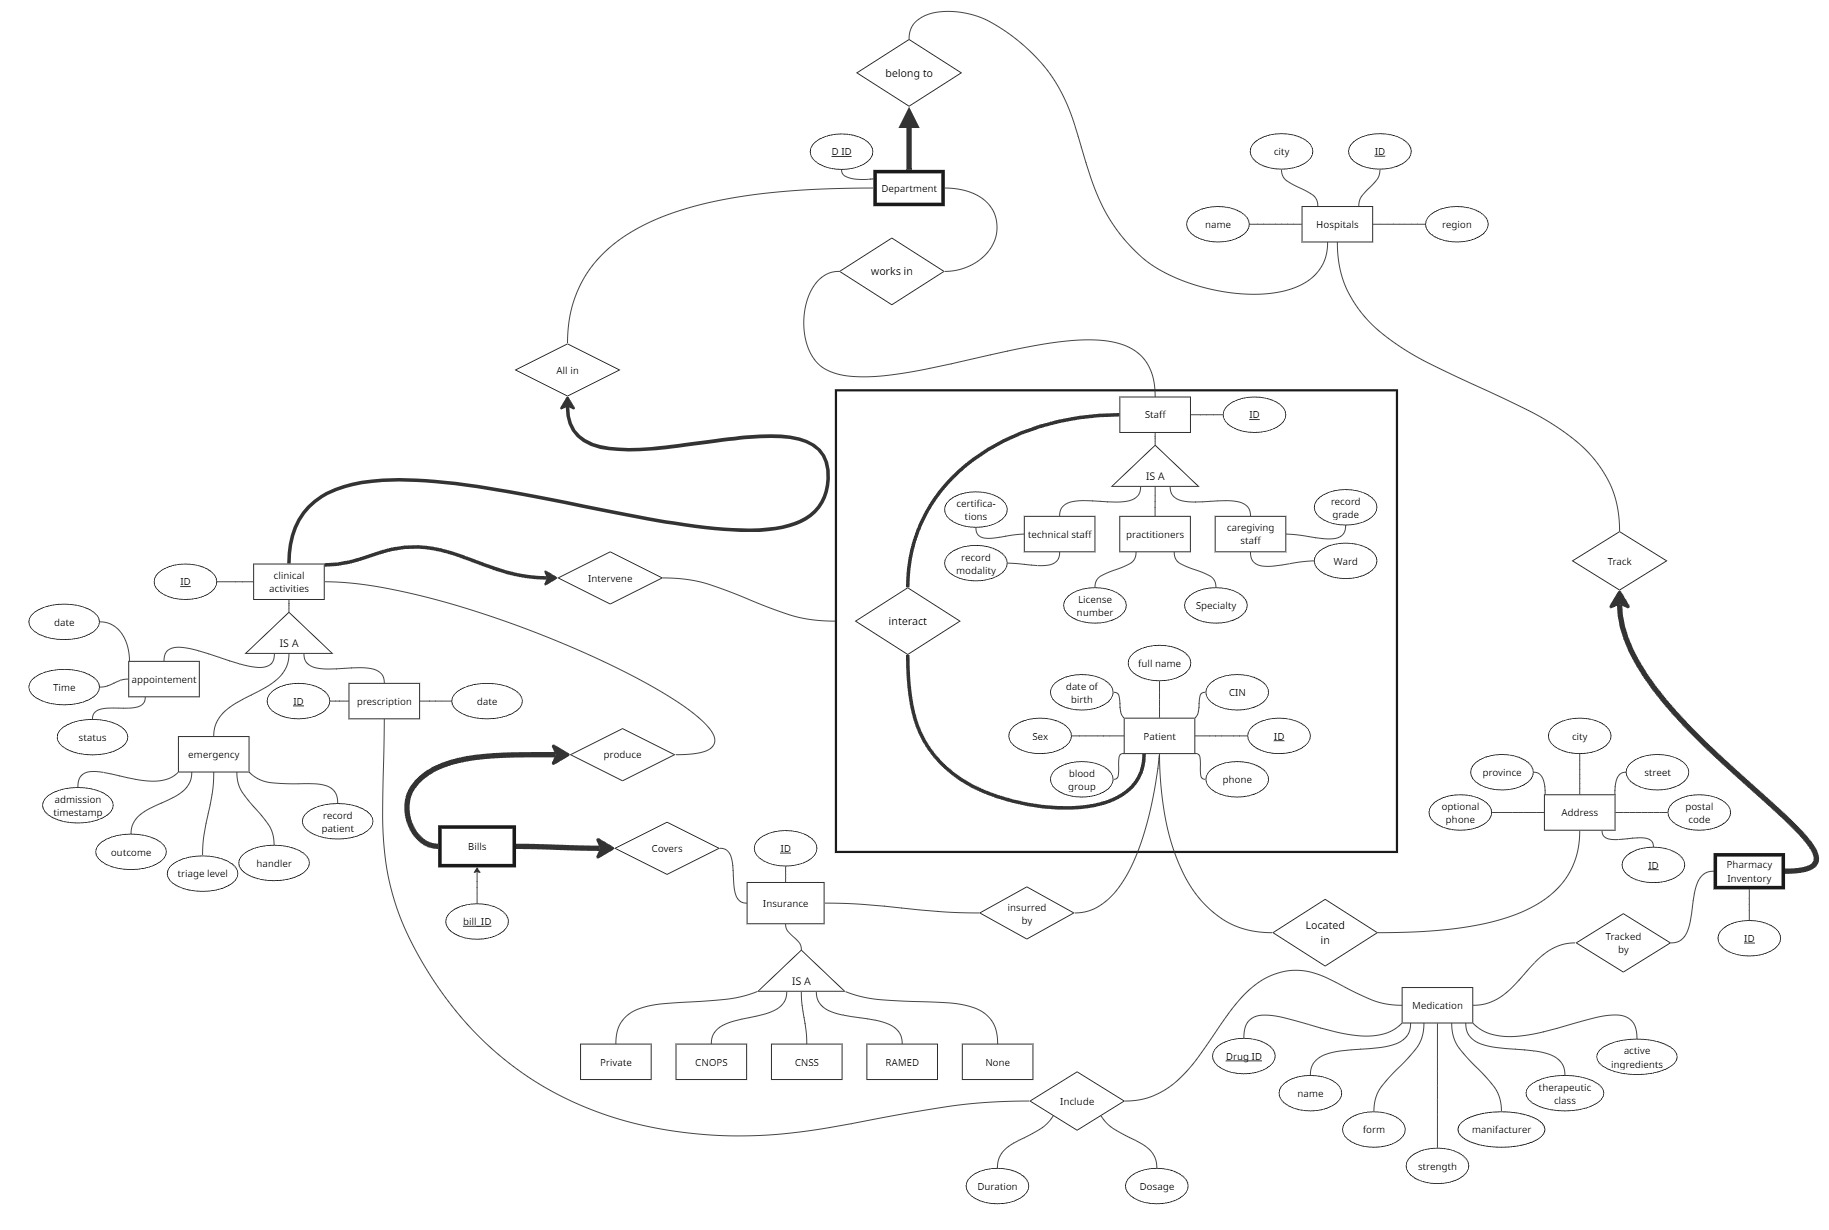 belong to
D ID
Department
city
ID
name
Hospitals
region
works in
All in
Staff
ID
IS A
certifica-
tions
record
grade
technical staff
practitioners
caregiving
staff
record
modality
Ward
License
number
Specialty
Track
ID
clinical
activities
Intervene
interact
date
IS A
appointement
Time
status
ID
prescription
date
full name
date of
birth
CIN
Sex
Patient
ID
blood
group
phone
emergency
produce
admission
timestamp
record
patient
outcome
triage level
handler
city
province
street
optional
phone
Address
postal
code
ID
Bills
Covers
ID
bill_ID
Insurance
insurred
by
Located
in
Pharmacy
Inventory
ID
Tracked
by
IS A
Private
CNOPS
CNSS
RAMED
None
Medication
Drug ID
name
form
strength
manifacturer
therapeutic
class
active
ingredients
Include
Duration
Dosage